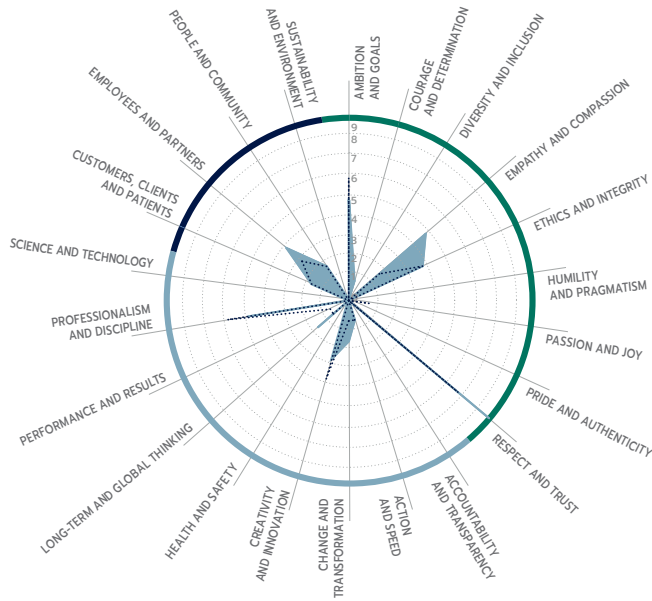 AMBITION
AND GOALS
COURAGE
AND DETERMINATION
DIVERSITY AND INCLUSION
EMPATHY AND COMPASSION
ETHICS AND INTEGRITY
HUMILITY
AND PRAGMATISM
PASSION AND JOY
PRIDE AND AUTHENTICITY
RESPECT AND TRUST
ACCOUNTABILITY
AND TRANSPARENCY
ACTION
AND SPEED
CHANGE AND
TRANSFORMATION
CREATIVITY
AND INNOVATION
HEALTH AND SAFETY
LONG-TERM AND GLOBAL THINKING
PERFORMANCE AND RESULTS
PROFESSIONALISM
AND DISCIPLINE
SCIENCE AND TECHNOLOGY
CUSTOMERS, CLIENTS
AND PATIENTS
EMPLOYEES AND PARTNERS
PEOPLE AND COMMUNITY
SUSTAINABILITY
AND ENVIRONMENT
9
8
7
6
5
4
3
2